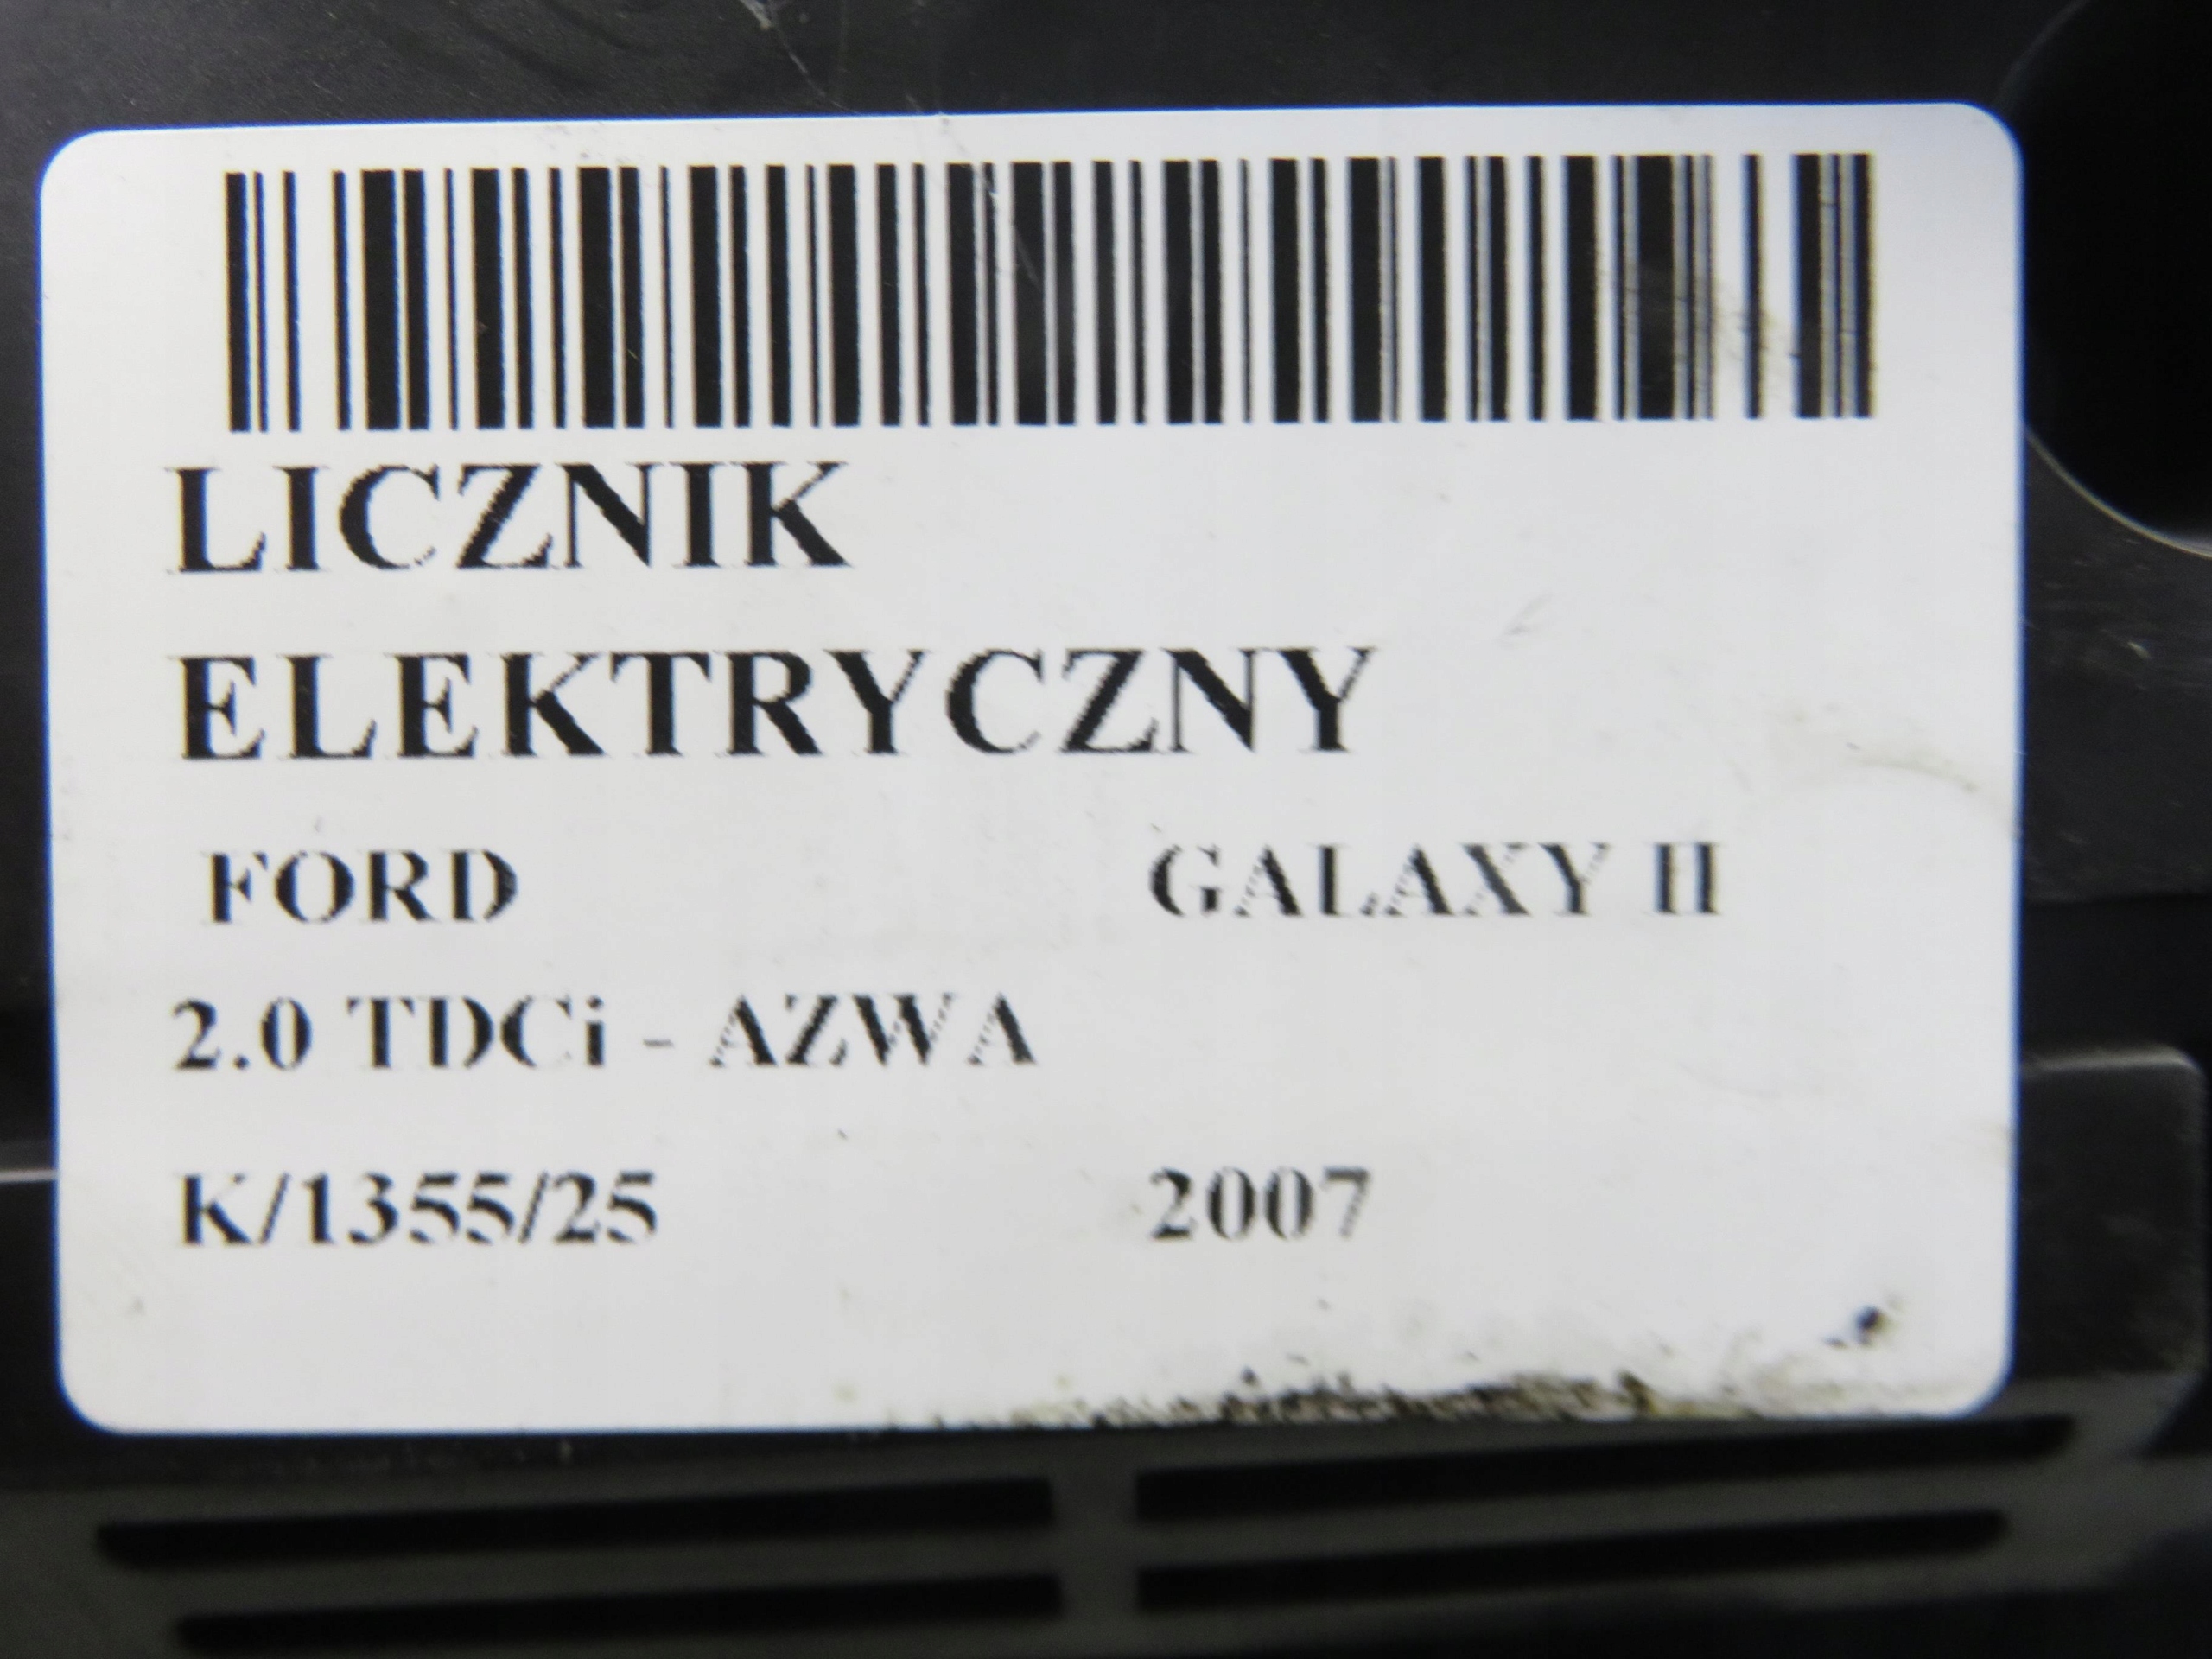 LICZNIK
ELEKTRYCZNY
FORD GALAXY II
2.0 TDCi - AZWA
K/1355/25 2007